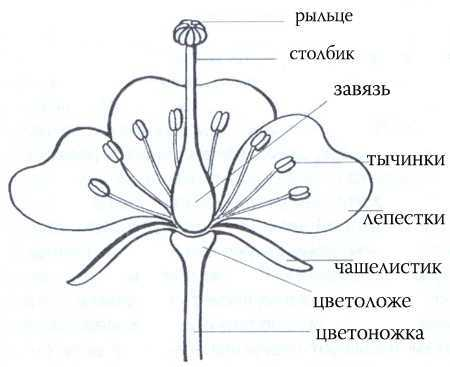 рыльце
столбик
завязь
тычинки
лепестки
чашелистик
цветоложе
цветоножка